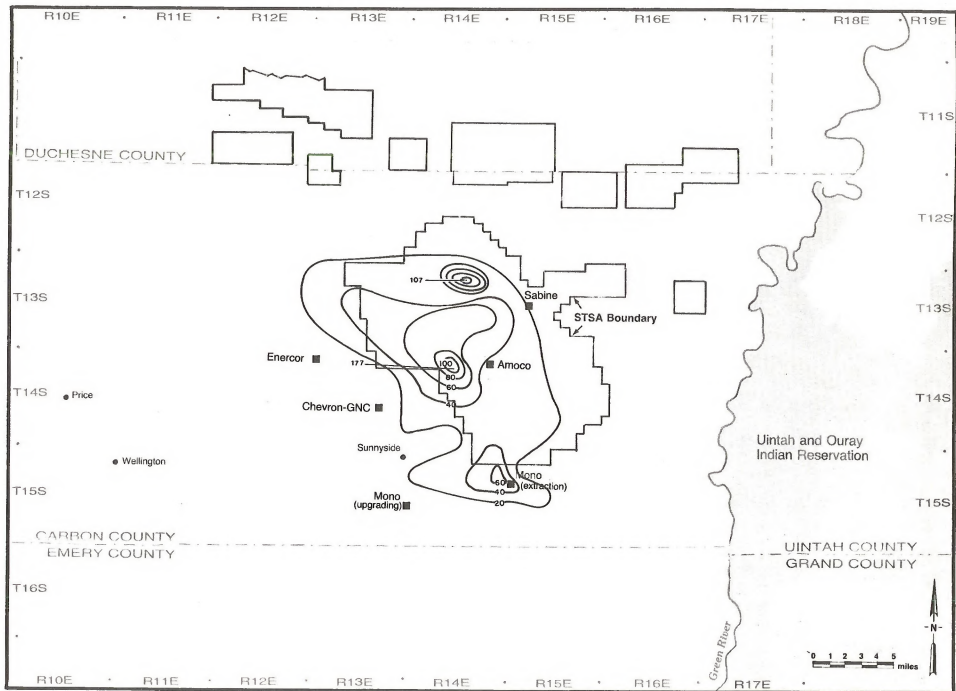 R10E R11E R12E R13E R14E R15E R16E R17E R18E R19E
T11S
DUCHESNE COUNTY
T12S
T12S
107
T13S
Sabine
STSA Boundary
T13S
Enercor
177
100
80
60
40
Amoco
T14S
Price
Chevron-GNC
T14S
Sunnyside
Wellington
Uintah and Ouray
Indian Reservation
T15S
Mono
(upgrading)
60
40
20
Mono
(extraction)
T15S
CARBON COUNTY
EMERY COUNTY
UINTAH COUNTY
GRAND COUNTY
T16S
Green River
-N-
0 1 2 3 4 5
miles
R10E R11E R12E R13E R14E R15E R17E